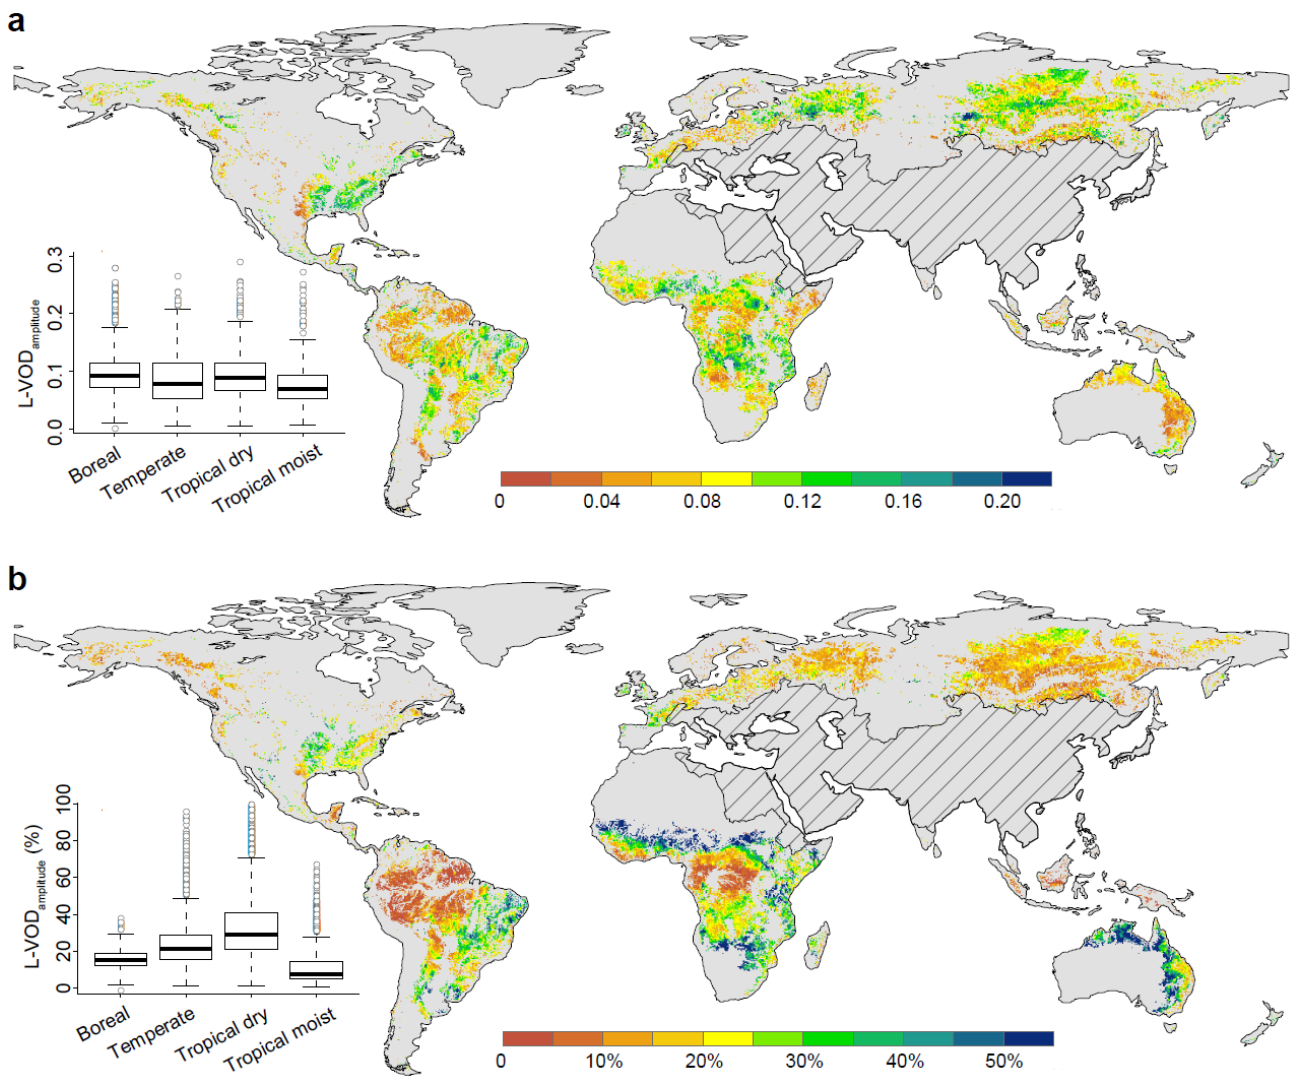 a
0.3
0.2
0.1
0.0
L-VODamplitude
Boreal
Temperate
Tropical dry
Tropical moist
0 0.04 0.08 0.12 0.16 0.20
b
100
80
60
40
20
0
L-VODamplitude (%)
Boreal
Temperate
Tropical dry
Tropical moist
0 10% 20% 30% 40% 50%